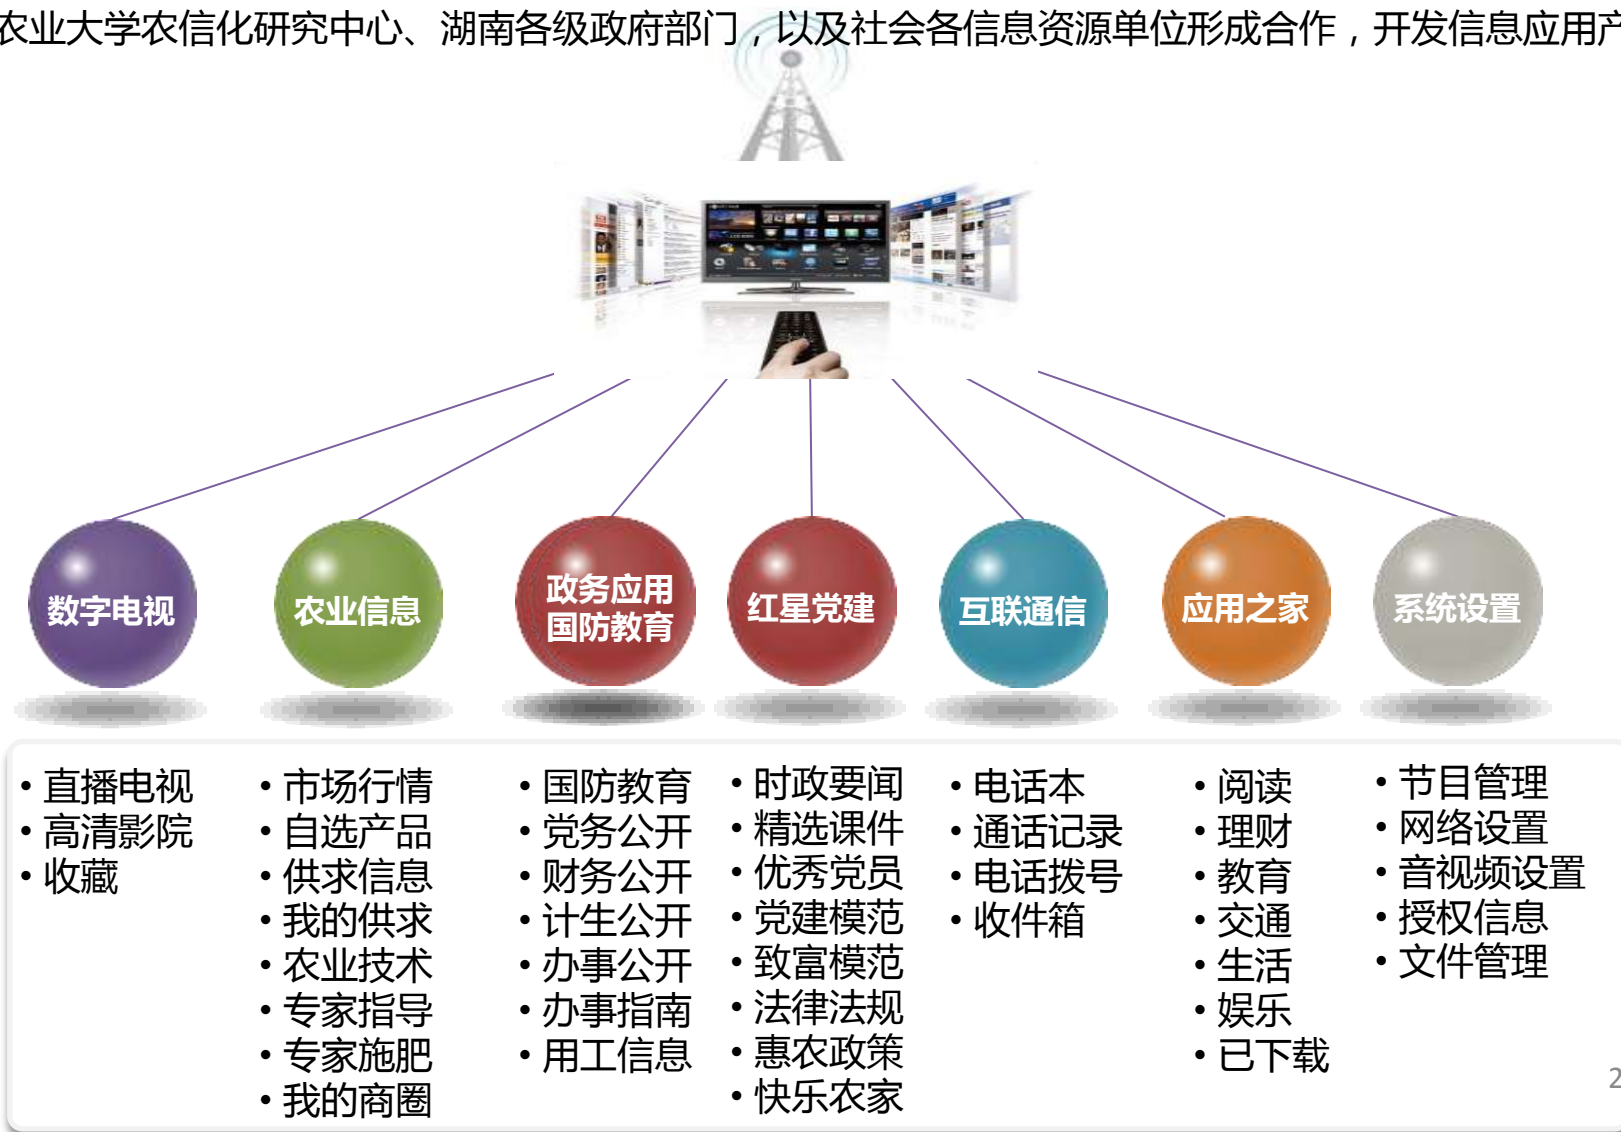 农业大学农信化研究中心、湖南各级政府部门，以及社会各信息资源单位形成合作，开发信息应用产
数字电视
农业信息
政务应用
国防教育
红星党建
互联通信
应用之家
系统设置
• 直播电视
• 高清影院
• 收藏
• 市场行情
• 自选产品
• 供求信息
• 我的供求
• 农业技术
• 专家指导
• 专家施肥
• 我的商圈
• 国防教育
• 党务公开
• 财务公开
• 计生公开
• 办事公开
• 办事指南
• 用工信息
• 时政要闻
• 精选课件
• 优秀党员
• 党建模范
• 致富模范
• 法律法规
• 惠农政策
• 快乐农家
• 电话本
• 通话记录
• 电话拨号
• 收件箱
• 阅读
• 理财
• 教育
• 交通
• 生活
• 娱乐
• 已下载
• 节目管理
• 网络设置
• 音视频设置
• 授权信息
• 文件管理
2